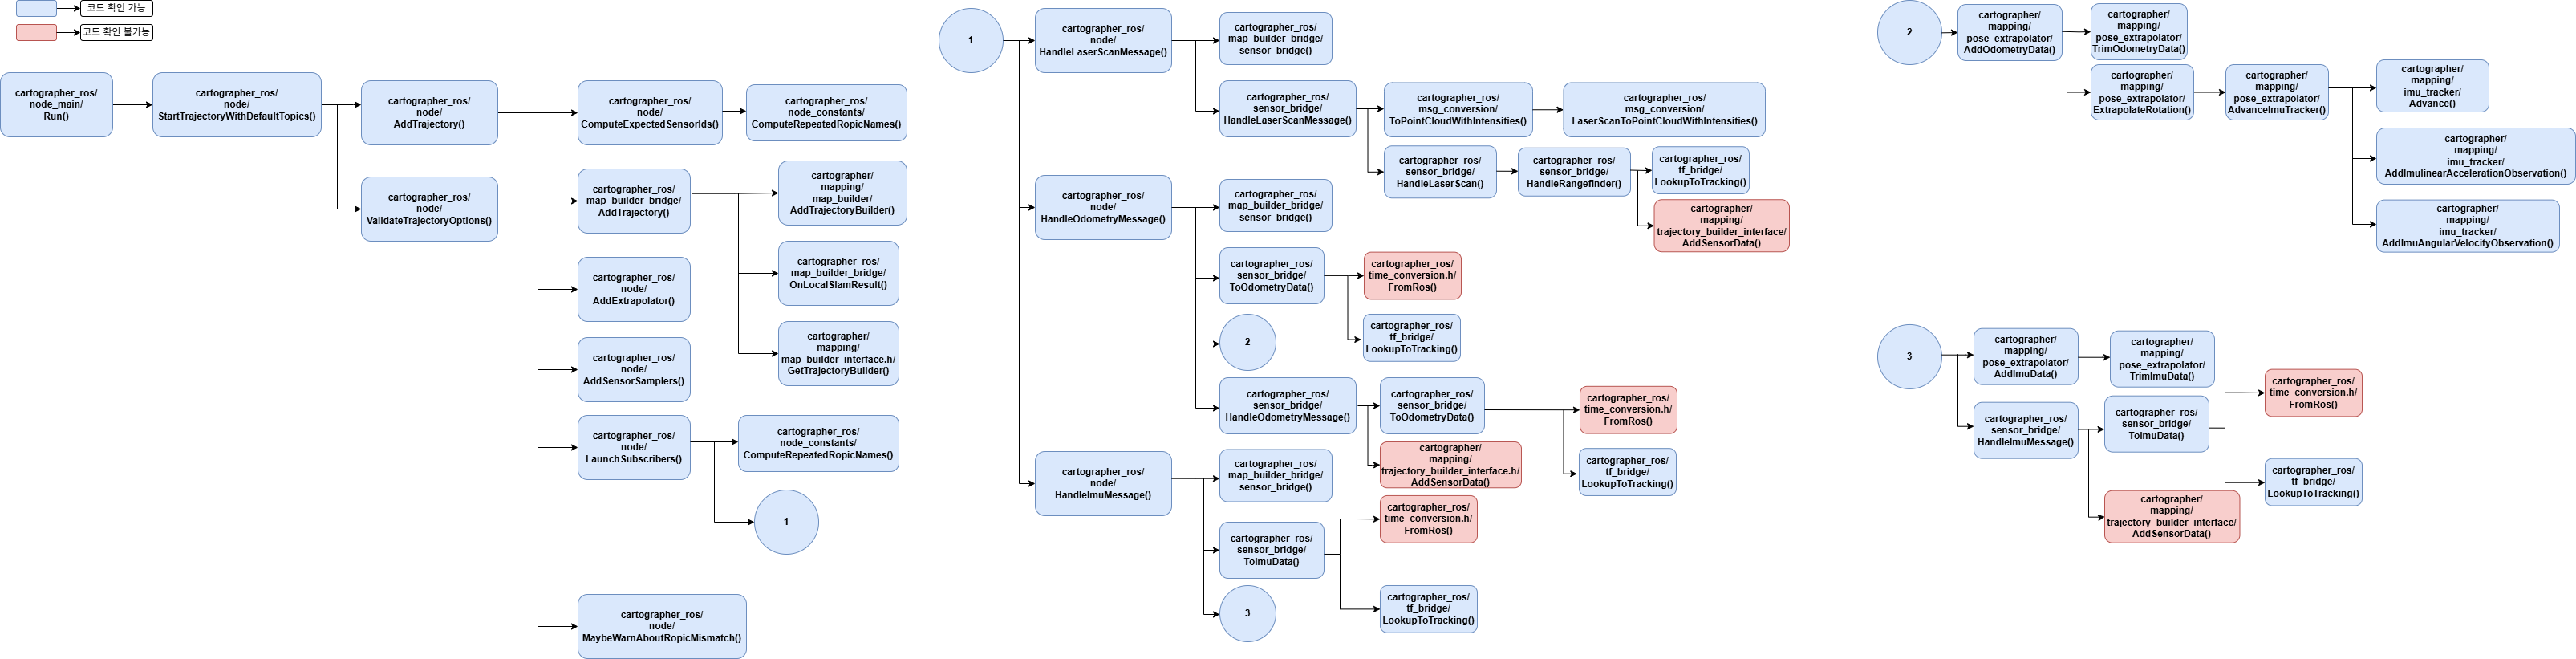 코드 확인 가능
코드 확인 불가능
cartographer_ros/
node_main/
Run()
cartographer_ros/
node/
StartTrajectoryWithDefaultTopics()
cartographer_ros/
node/
AddTrajectory()
cartographer_ros/
node/
ValidateTrajectoryOptions()
cartographer_ros/
node/
ComputeExpectedSensorIds()
cartographer_ros/
node_constants/
ComputeRepeatedRopicNames()
cartographer_ros/
map_builder_bridge/
AddTrajectory()
cartographer/
mapping/
map_builder/
AddTrajectoryBuilder()
cartographer_ros/
map_builder_bridge/
OnLocalSlamResult()
cartographer/
mapping/
map_builder_interface.h/
GetTrajectoryBuilder()
cartographer_ros/
node/
AddExtrapolator()
cartographer_ros/
node/
AddSensorSamplers()
cartographer_ros/
node/
LaunchSubscribers()
cartographer_ros/
node_constants/
ComputeRepeatedRopicNames()
1
cartographer_ros/
node/
MaybeWarnAboutRopicMismatch()
1
cartographer_ros/
node/
HandleLaserScanMessage()
cartographer_ros/
map_builder_bridge/
sensor_bridge()
cartographer_ros/
sensor_bridge/
HandleLaserScanMessage()
cartographer_ros/
msg_conversion/
ToPointCloudWithIntensities()
cartographer_ros/
msg_conversion/
LaserScanToPointCloudWithIntensities()
cartographer_ros/
sensor_bridge/
HandleLaserScan()
cartographer_ros/
sensor_bridge/
HandleRangefinder()
cartographer_ros/
tf_bridge/
LookupToTracking()
cartographer/
mapping/
trajectory_builder_interface/
AddSensorData()
cartographer_ros/
node/
HandleOdometryMessage()
cartographer_ros/
map_builder_bridge/
sensor_bridge()
cartographer_ros/
sensor_bridge/
ToOdometryData()
cartographer_ros/
time_conversion.h/
FromRos()
cartographer_ros/
tf_bridge/
LookupToTracking()
2
cartographer_ros/
sensor_bridge/
HandleOdometryMessage()
cartographer_ros/
sensor_bridge/
ToOdometryData()
cartographer_ros/
time_conversion.h/
FromRos()
cartographer_ros/
tf_bridge/
LookupToTracking()
cartographer/
mapping/
trajectory_builder_interface.h/
AddSensorData()
cartographer_ros/
node/
HandleImuMessage()
cartographer_ros/
map_builder_bridge/
sensor_bridge()
cartographer_ros/
sensor_bridge/
ToImuData()
cartographer_ros/
time_conversion.h/
FromRos()
cartographer_ros/
tf_bridge/
LookupToTracking()
3
2
cartographer/
mapping/
pose_extrapolator/
AddOdometryData()
cartographer/
mapping/
pose_extrapolator/
TrimOdometryData()
cartographer/
mapping/
pose_extrapolator/
ExtrapolateRotation()
cartographer/
mapping/
pose_extrapolator/
AdvanceImuTracker()
cartographer/
mapping/
imu_tracker/
Advance()
cartographer/
mapping/
imu_tracker/
AddImulinearAccelerationObservation()
cartographer/
mapping/
imu_tracker/
AddImuAngularVelocityObservation()
3
cartographer/
mapping/
pose_extrapolator/
AddImuData()
cartographer/
mapping/
pose_extrapolator/
TrimImuData()
cartographer_ros/
sensor_bridge/
HandleImuMessage()
cartographer_ros/
sensor_bridge/
ToImuData()
cartographer_ros/
time_conversion.h/
FromRos()
cartographer_ros/
tf_bridge/
LookupToTracking()
cartographer/
mapping/
trajectory_builder_interface/
AddSensorData()